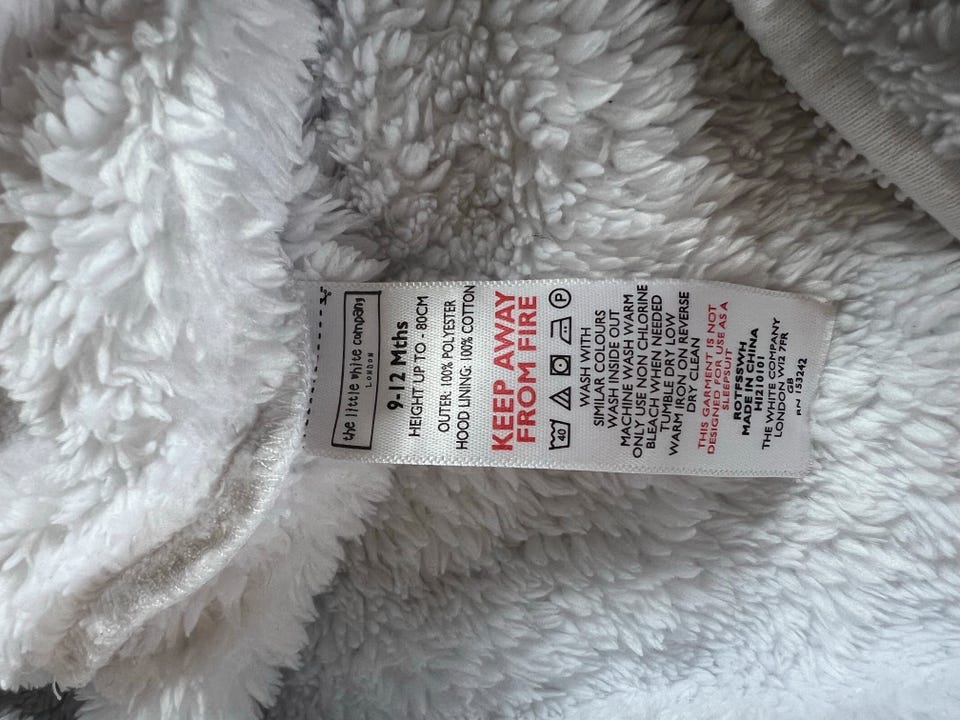 the little white company
LONDON
9-12 Mths
HEIGHT UP TO - 80CM
OUTER: 100% POLYESTER
HOOD LINING: 100% COTTON
KEEP AWAY
FROM FIRE
40 P
WASH WITH
SIMILAR COLOURS
WASH INSIDE OUT
MACHINE WASH WARM
ONLY USE NON CHLORINE
BLEACH WHEN NEEDED
TUMBLE DRY LOW
WARM IRON ON REVERSE
DRY CLEAN
THIS GARMENT IS NOT
DESIGNED FOR USE AS A
SLEEPSUIT
ROTFSSWH
MADE IN CHINA
HI210101
THE WHITE COMPANY
LONDON W12 7FR
GB
RN 153242